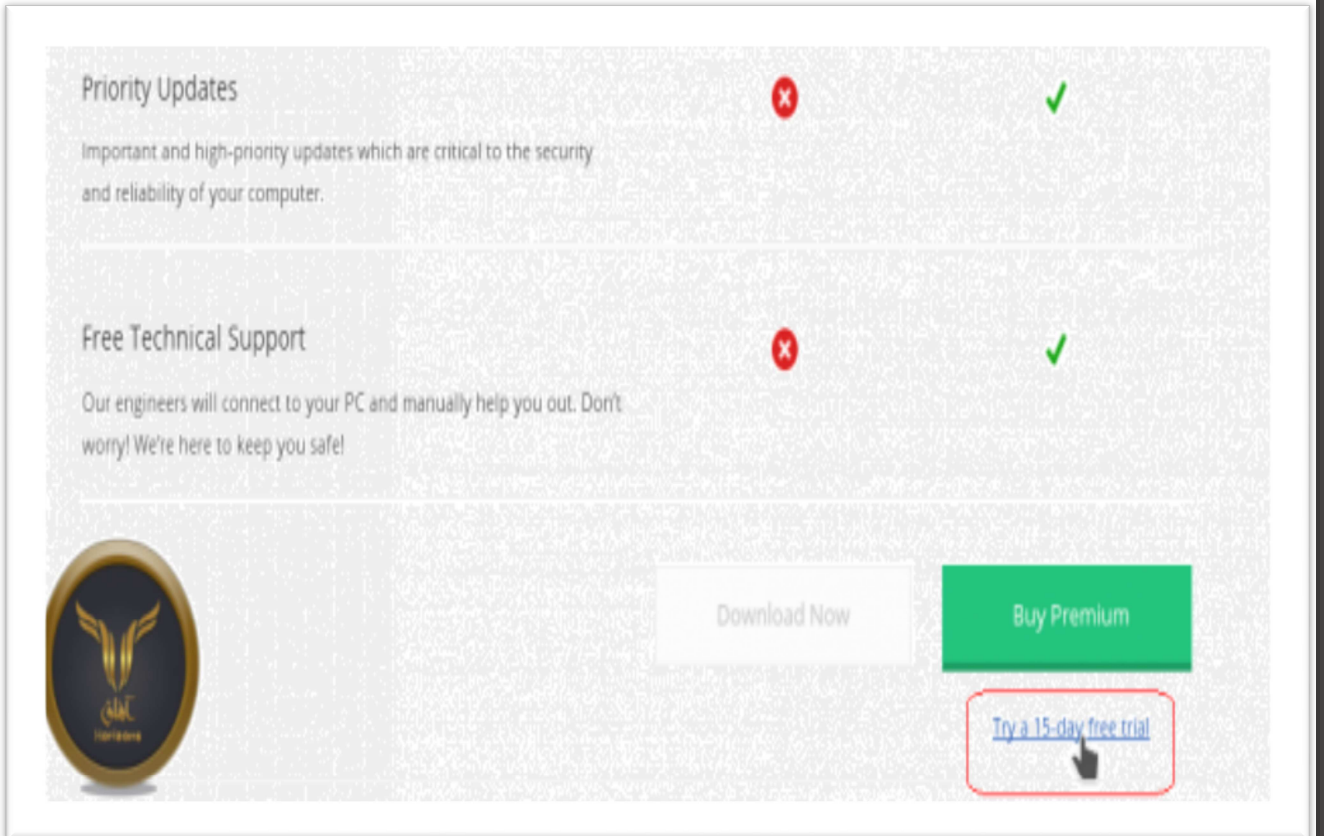 Priority Updates
Important and high-priority updates which are critical to the security
and reliability of your computer.
Free Technical Support
Our engineers will connect to your PC and manually help you out. Don't
worry! We're here to keep you safe!
Download Now
Buy Premium
Try a 15-day free trial
آفاق
Horizons